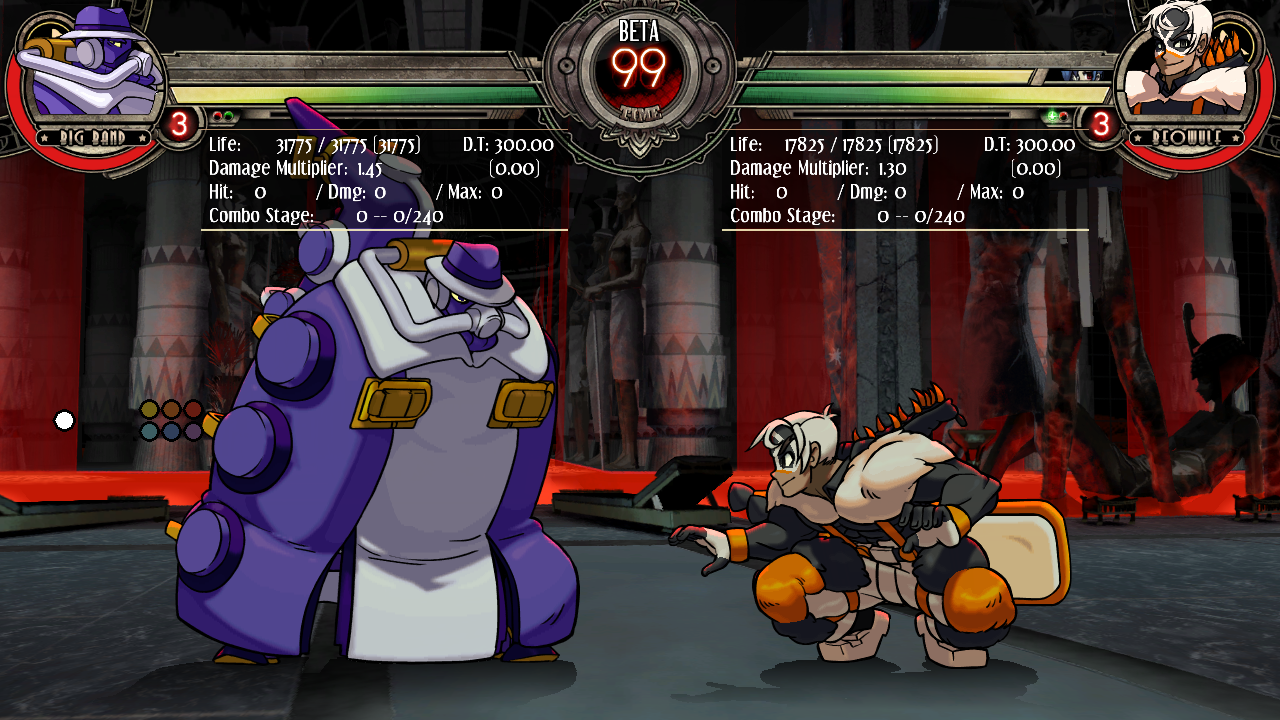 BETA
99
TIME
BIG BAND
3
3
BEOWULF
Life: 31775 / 31775 (31775) D.T: 300.00
Damage Multiplier: 1.45 (0.00)
Hit: 0 / Dmg: 0 / Max: 0
Combo Stage: 0 -- 0/240
Life: 17825 / 17825 (17825) D.T: 300.00
Damage Multiplier: 1.30 (0.00)
Hit: 0 / Dmg: 0 / Max: 0
Combo Stage: 0 -- 0/240